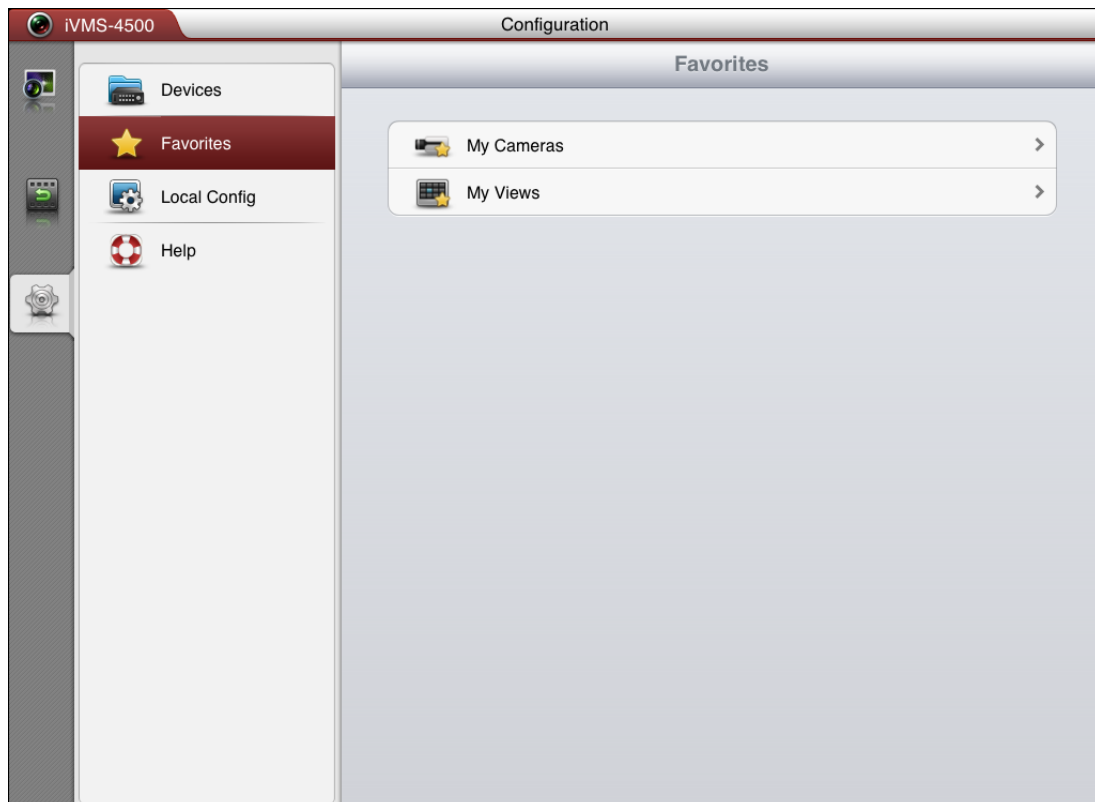 iVMS-4500
Configuration
Favorites
Devices
Favorites
Local Config
Help
My Cameras
My Views